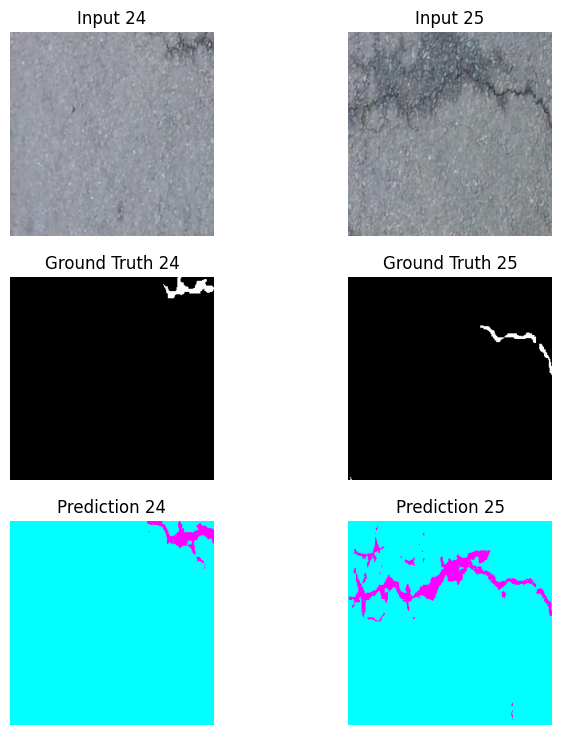 Input 24
Input 25
Ground Truth 24
Ground Truth 25
Prediction 24
Prediction 25